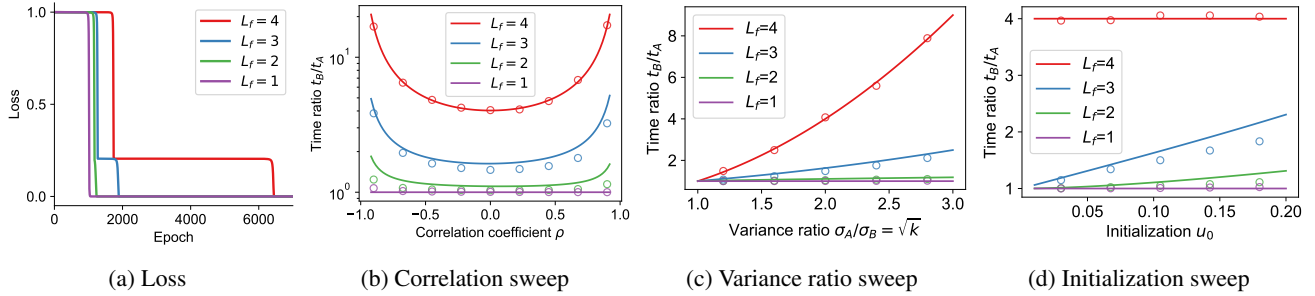 1.0
0.5
0.0
Loss
0
2000
4000
6000
Epoch
L_f = 4
L_f = 3
L_f = 2
L_f = 1
(a) Loss
10^1
10^0
Time ratio t_B/t_A
−1.0
−0.5
0.0
0.5
1.0
Correlation coefficient ρ
L_f = 4
L_f = 3
L_f = 2
L_f = 1
(b) Correlation sweep
8
6
4
2
Time ratio t_B/t_A
1.0
1.5
2.0
2.5
3.0
Variance ratio σ_A/σ_B = √k
L_f=4
L_f=3
L_f=2
L_f=1
(c) Variance ratio sweep
4
3
2
1
Time ratio t_B/t_A
0.05
0.10
0.15
0.20
Initialization u_0
L_f=4
L_f=3
L_f=2
L_f=1
(d) Initialization sweep